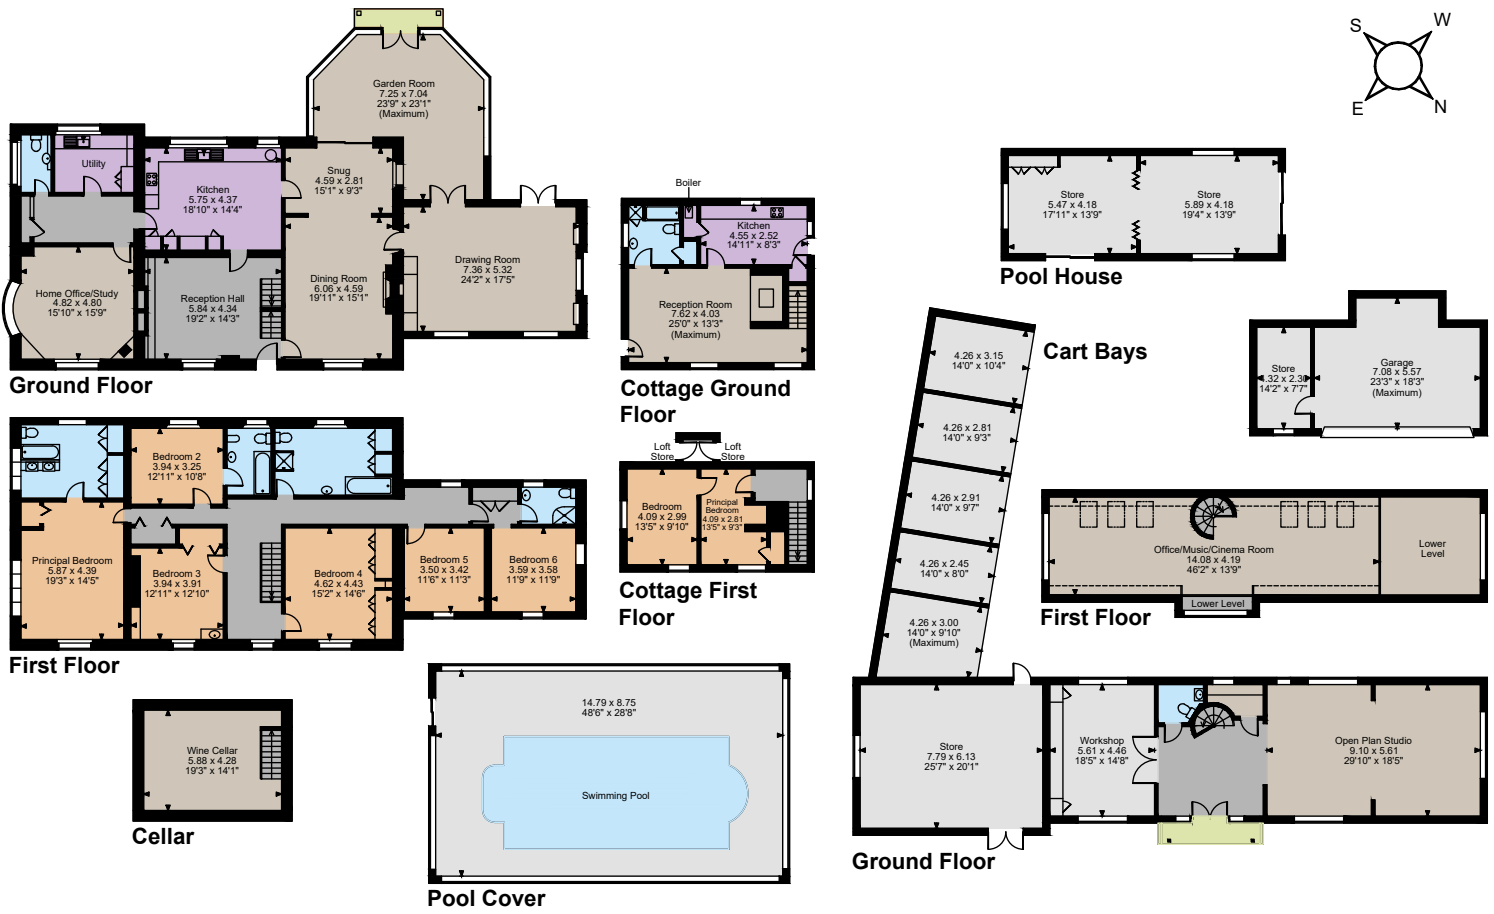 Garden Room
7.25 x 7.04
23'9" x 23'1"
(Maximum)
Utility
Kitchen
5.75 x 4.37
18'10" x 14'4"
Snug
4.59 x 2.81
15'1" x 9'3"
Home Office/Study
4.82 x 4.80
15'10" x 15'9"
Reception Hall
5.84 x 4.34
19'2" x 14'3"
Dining Room
6.06 x 4.59
19'11" x 15'1"
Drawing Room
7.36 x 5.32
24'2" x 17'5"
Ground Floor
Boiler
Kitchen
4.55 x 2.52
14'11" x 8'3"
Reception Room
7.62 x 4.03
25'0" x 13'3"
(Maximum)
Cottage Ground
Floor
S
W
E
N
Store
5.47 x 4.18
17'11" x 13'9"
Store
5.89 x 4.18
19'4" x 13'9"
Pool House
Store
4.32 x 2.30
14'2" x 7'7"
Garage
7.08 x 5.57
23'3" x 18'3"
(Maximum)
Cart Bays
4.26 x 3.15
14'0" x 10'4"
4.26 x 2.81
14'0" x 9'3"
4.26 x 2.91
14'0" x 9'7"
4.26 x 2.45
14'0" x 8'0"
4.26 x 3.00
14'0" x 9'10"
(Maximum)
Bedroom 2
3.94 x 3.25
12'11" x 10'8"
Principal Bedroom
5.87 x 4.39
19'3" x 14'5"
Bedroom 3
3.94 x 3.91
12'11" x 12'10"
Bedroom 4
4.62 x 4.43
15'2" x 14'6"
Bedroom 5
3.50 x 3.42
11'6" x 11'3"
Bedroom 6
3.59 x 3.58
11'9" x 11'9"
First Floor
Loft
Store
Loft
Store
Bedroom
4.09 x 2.99
13'5" x 9'10"
Principal
Bedroom
4.09 x 2.81
13'5" x 9'3"
Cottage First
Floor
Office/Music/Cinema Room
14.08 x 4.19
46'2" x 13'9"
Lower
Level
Lower Level
First Floor
Wine Cellar
5.88 x 4.28
19'3" x 14'1"
Cellar
14.79 x 8.75
48'6" x 28'8"
Swimming Pool
Pool Cover
Store
7.79 x 6.13
25'7" x 20'1"
Workshop
5.61 x 4.46
18'5" x 14'8"
Open Plan Studio
9.10 x 5.61
29'10" x 18'5"
Ground Floor